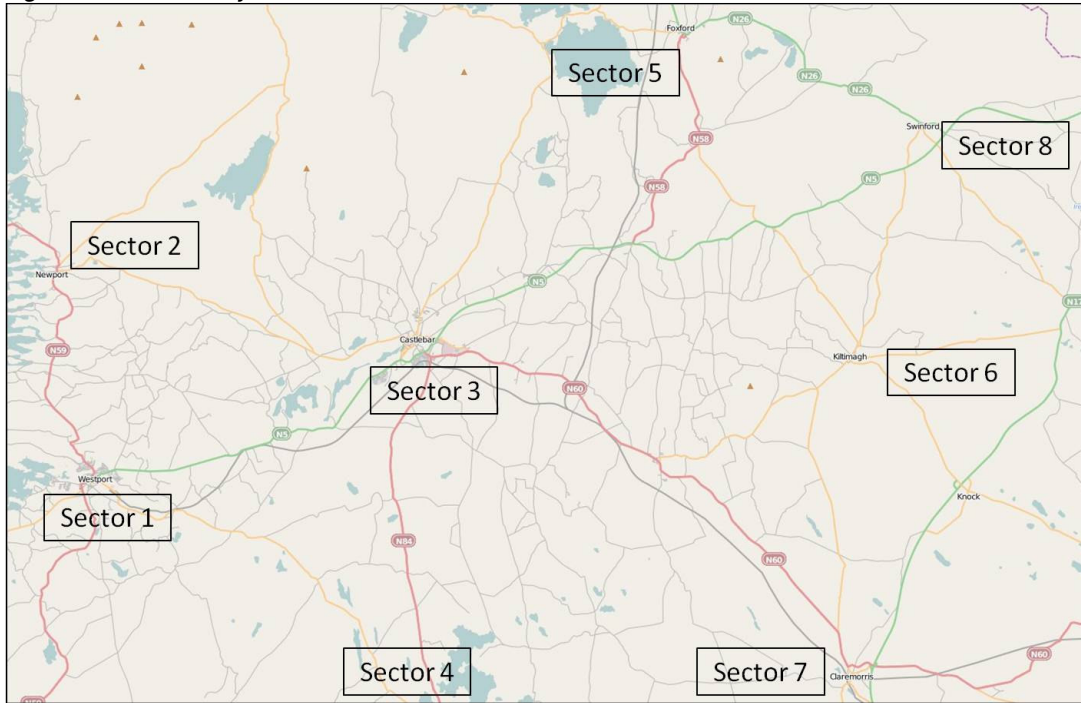 Foxford
N26
Sector 5
N26
N26
Swinford
N58
Sector 8
N58
N5
Sector 2
Newport
N5
N17
Castlebar
N59
Kiltimagh
Sector 6
Sector 3
N60
N5
Westport
Knock
Sector 1
N84
N60
Sector 4
Sector 7
N60
Claremorris